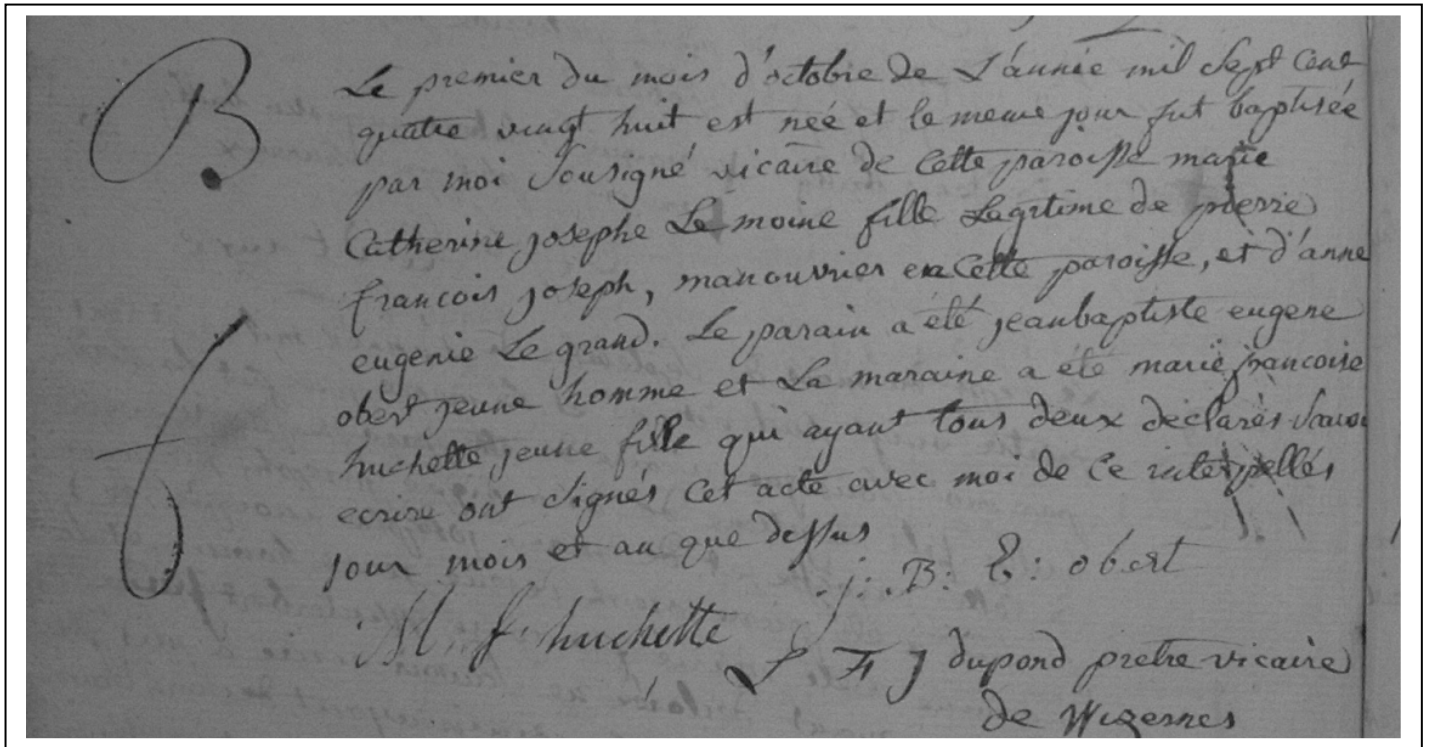 B
Le premier du mois d'octobre de L'année mil Sept Cent
quatre vingt huit est neé et le meme jour fut baptisée
par moi Sousigné vicaire de Cette paroisse marie
Catherine josephe Le moine fille Legitime de pierre
francois joseph, manouvrier en Cette paroisse, et d'anne
eugenie Le grand. Le parain a été jeanbaptiste eugene
obert jeune homme et La maraine a été marie francoise
huchette jeune fille qui ayant tous deux declarés Savoir
ecrire ont Signés Cet acte avec moi de Ce interpellés
jour mois et an que dessus
j: B: E: obert
M f huchette
L F J dupond pretre vicaire
de Wizernes